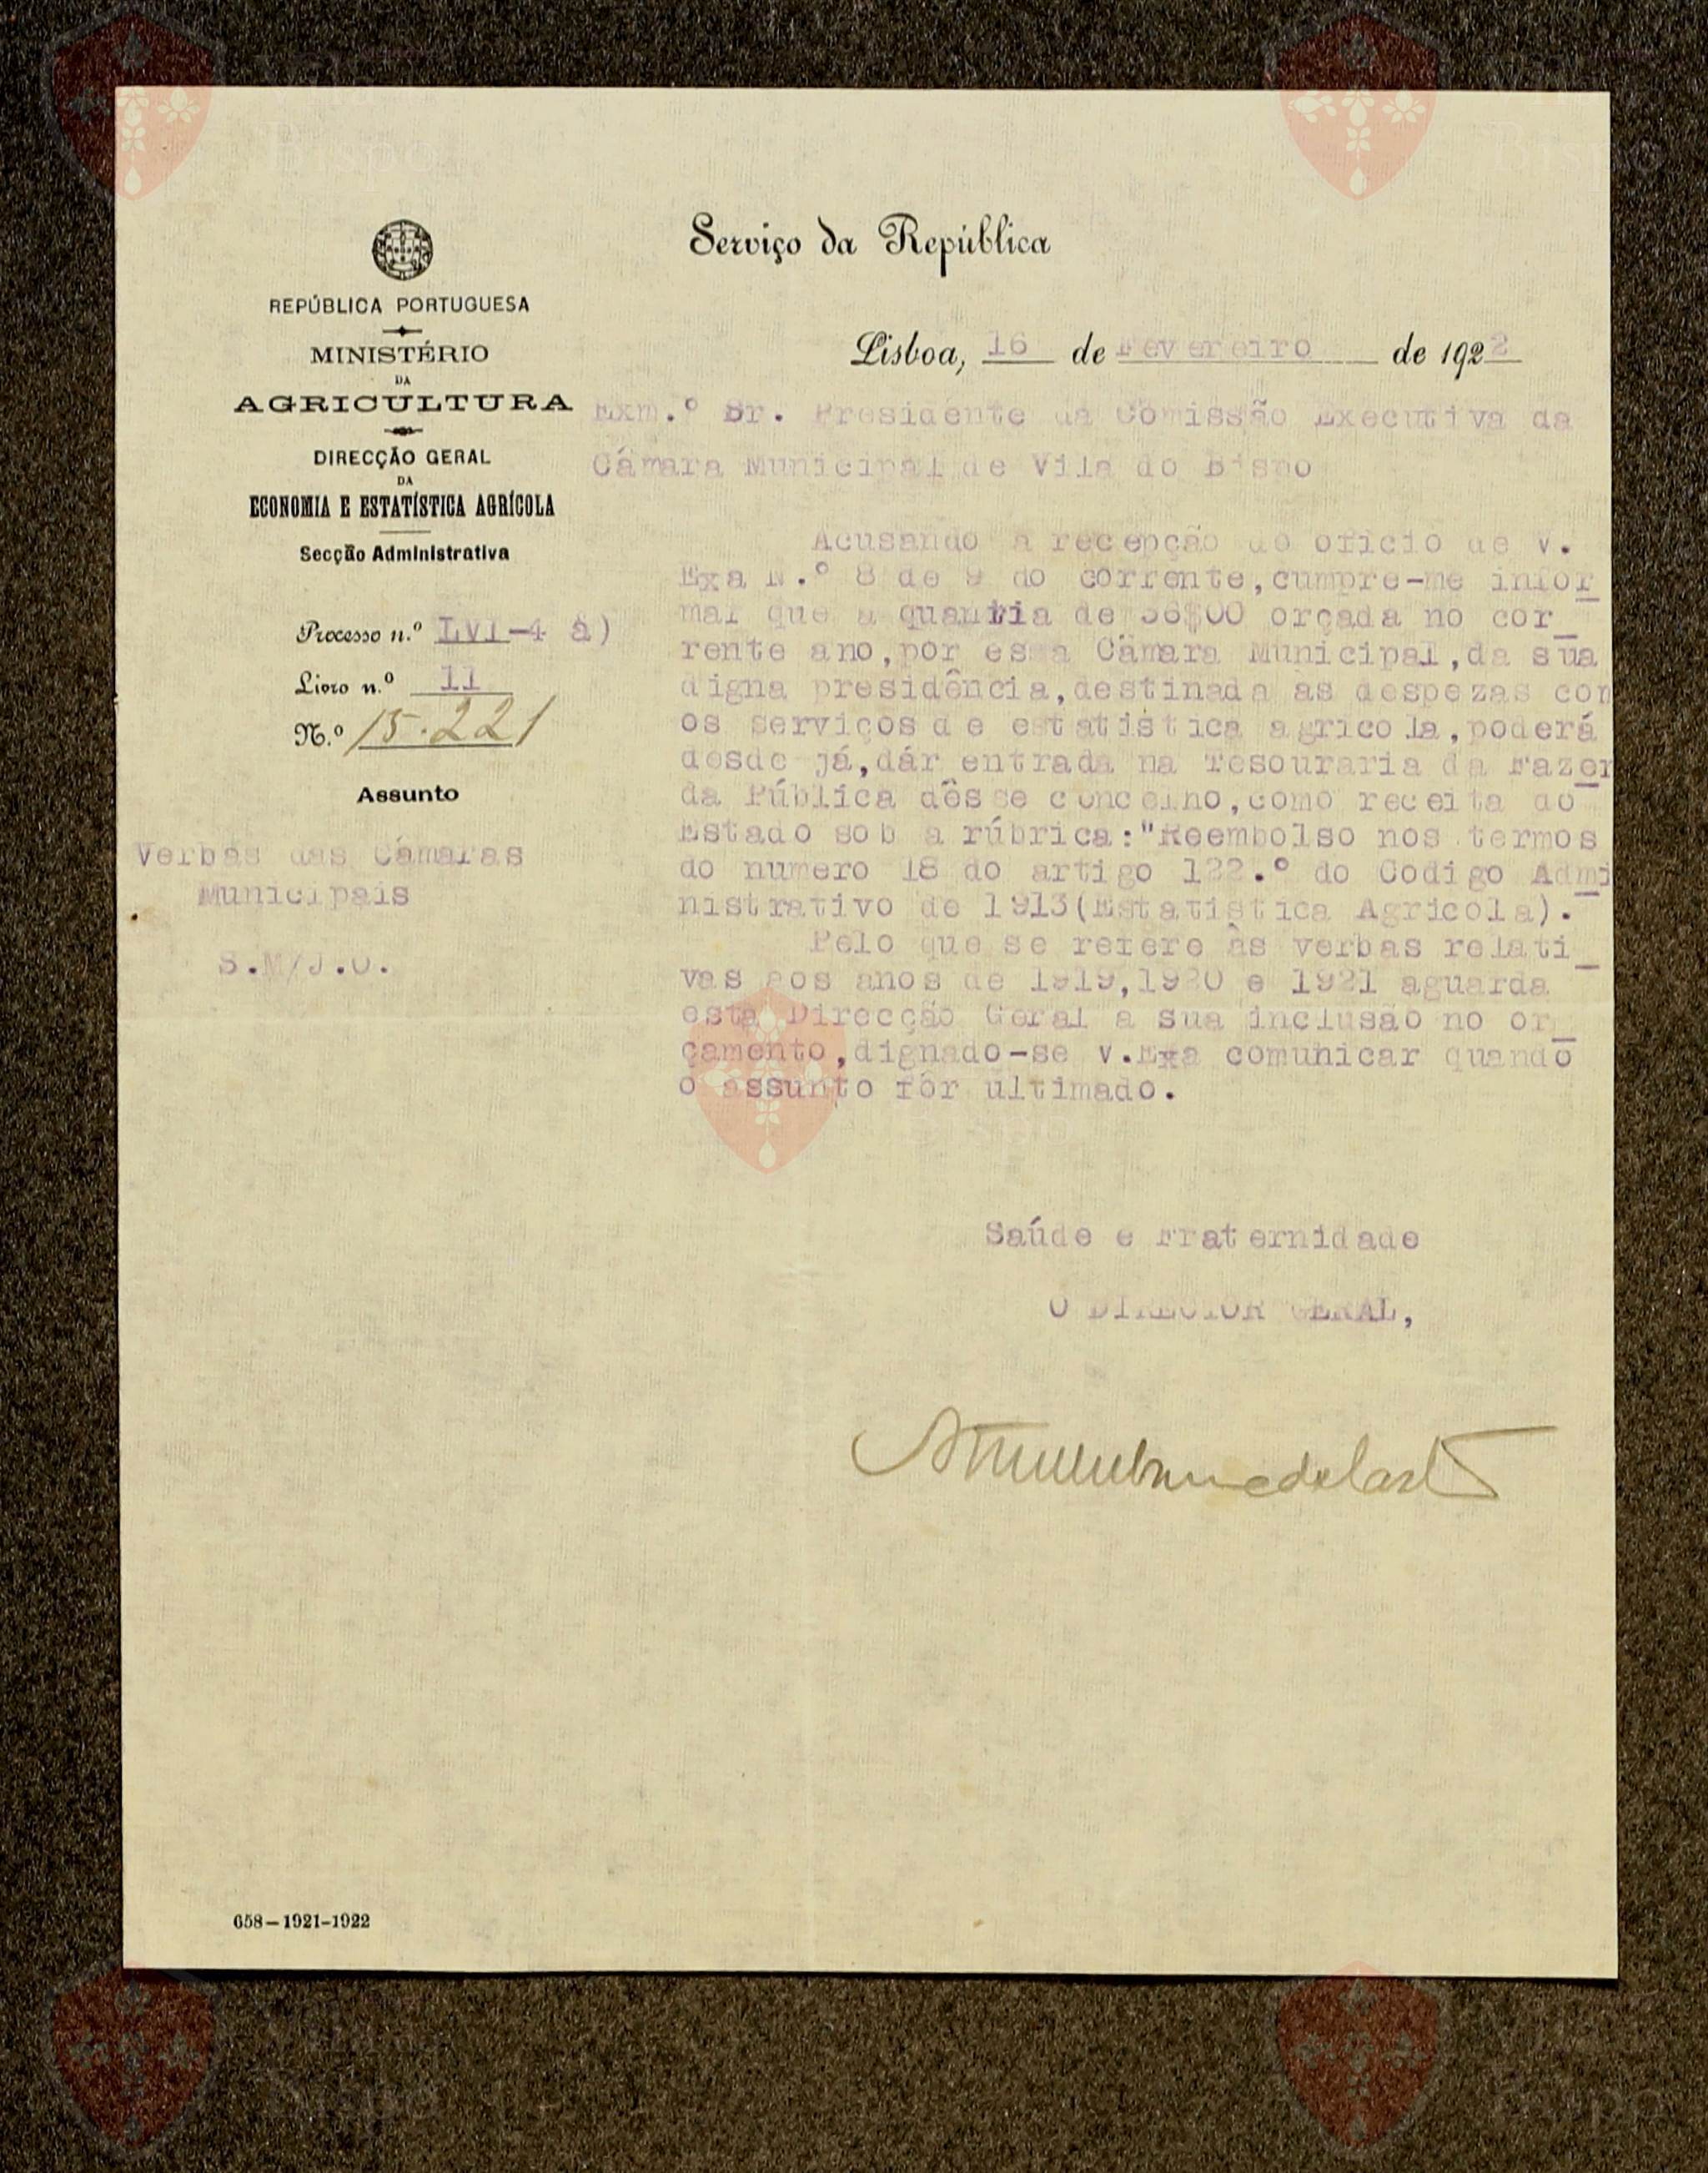 Serviço da República
REPÚBLICA PORTUGUESA
MINISTÉRIO
DA
AGRICULTURA
DIRECÇÃO GERAL
DA
ECONOMIA E ESTATÍSTICA AGRÍCOLA
Secção Administrativa
Processo n.º LVI-4 a)
Livro n.º 11
N.º 15.221
Assunto
Verbas das Câmaras
Municipais
S.M/J.O.
Lisboa, 16 de Fevereiro de 1922
Exm.º Sr. Presidente da Comissão Executiva da
Câmara Municipal de Vila do Bispo
Acusando a recepção do oficio de V.
Exa N.º 8 de 9 do corrente,cumpre-me infor_
mar que a quantia de 36$00 orçada no cor_
rente ano,por essa Câmara Municipal,da sua
digna presidência,destinada as despezas com
os serviços de estatistica agricola,poderá
desde já,dár entrada na Tesouraria da Fazen_
da Pública dêsse concelho,como receita do
Estado sob a rúbrica:"Reembolso nos termos
do numero 18 do artigo 122.º do Codigo Admi_
nistrativo de 1913(Estatistica Agricola).
Pelo que se refere às verbas relati_
vas aos anos de 1919,1920 e 1921 aguarda
esta Direcção Geral a sua inclusão no or_
çamento,dignado-se V.Exa comunicar quando
o assunto fôr ultimado.
Saúde e Fraternidade
O DIRECTOR GERAL,
658—1921-1922
Bispo
Bispo